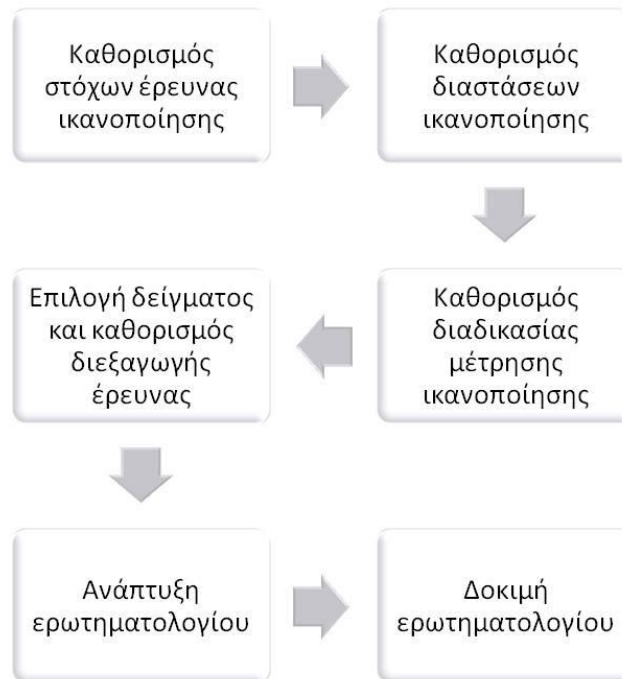 Καθορισμός
στόχων έρευνας
ικανοποίησης
Καθορισμός
διαστάσεων
ικανοποίησης
Καθορισμός
διαδικασίας
μέτρησης
ικανοποίησης
Επιλογή δείγματος
και καθορισμός
διεξαγωγής
έρευνας
Ανάπτυξη
ερωτηματολογίου
Δοκιμή
ερωτηματολογίου